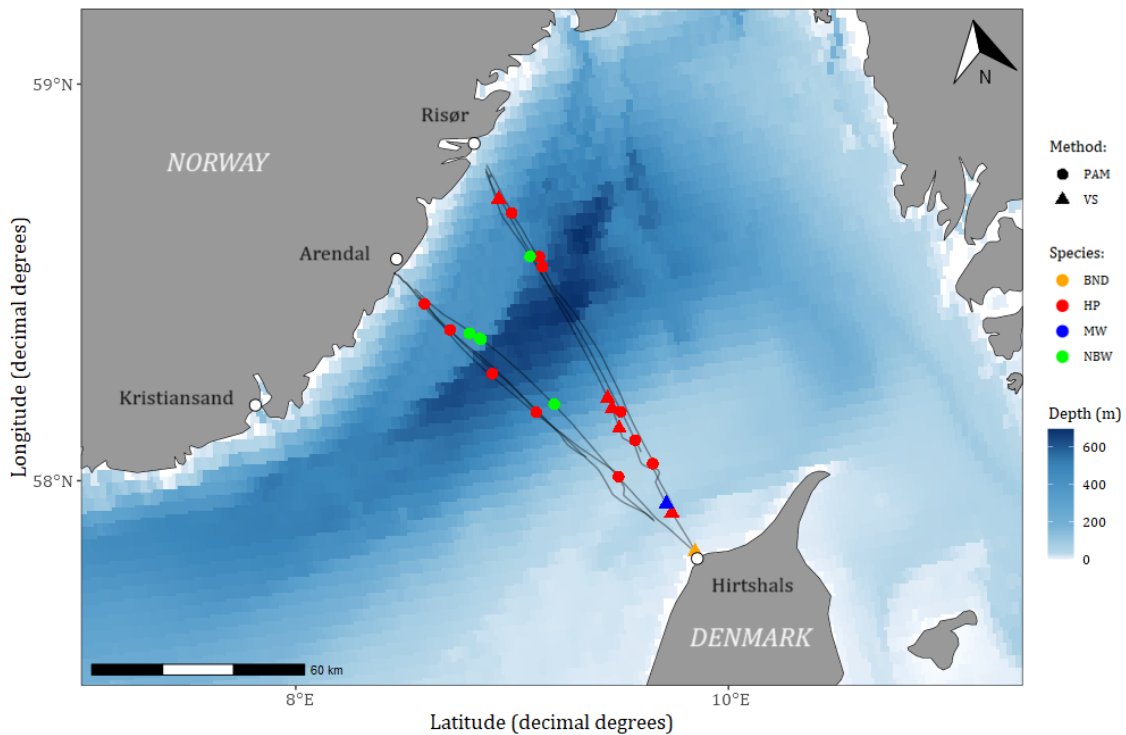 59°N
58°N
8°E
10°E
Longitude (decimal degrees)
Latitude (decimal degrees)
N
NORWAY
Risør
Arendal
Kristiansand
Hirtshals
DENMARK
60 km
Method:
PAM
VS
Species:
BND
HP
MW
NBW
Depth (m)
600
400
200
0